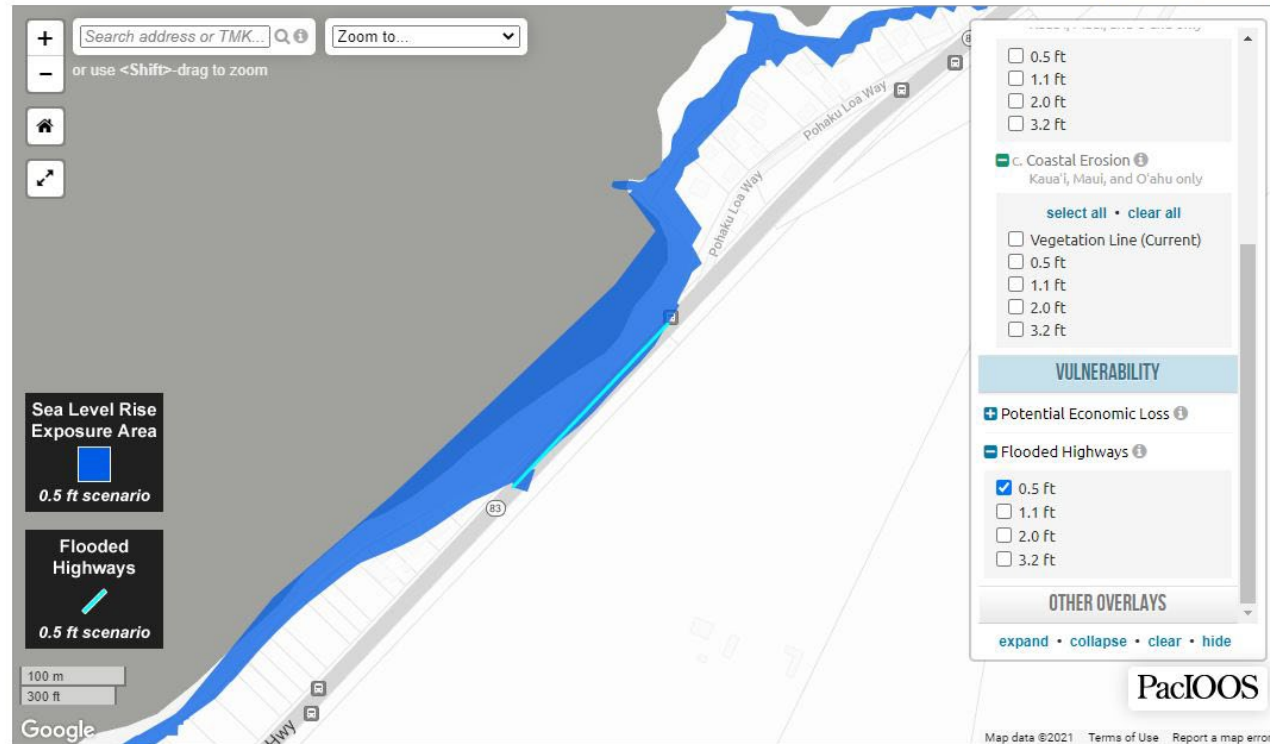 +
−
Search address or TMK...
Zoom to...
or use <Shift>-drag to zoom
Pohaku Loa Way
Pohaku Loa Way
83
Hwy
Sea Level Rise
Exposure Area
0.5 ft scenario
Flooded
Highways
0.5 ft scenario
100 m
300 ft
Google
0.5 ft
1.1 ft
2.0 ft
3.2 ft
c. Coastal Erosion
Kaua'i, Maui, and O'ahu only
select all • clear all
Vegetation Line (Current)
0.5 ft
1.1 ft
2.0 ft
3.2 ft
VULNERABILITY
Potential Economic Loss
Flooded Highways
0.5 ft
1.1 ft
2.0 ft
3.2 ft
OTHER OVERLAYS
expand • collapse • clear • hide
PacIOOS
Map data ©2021 Terms of Use Report a map error